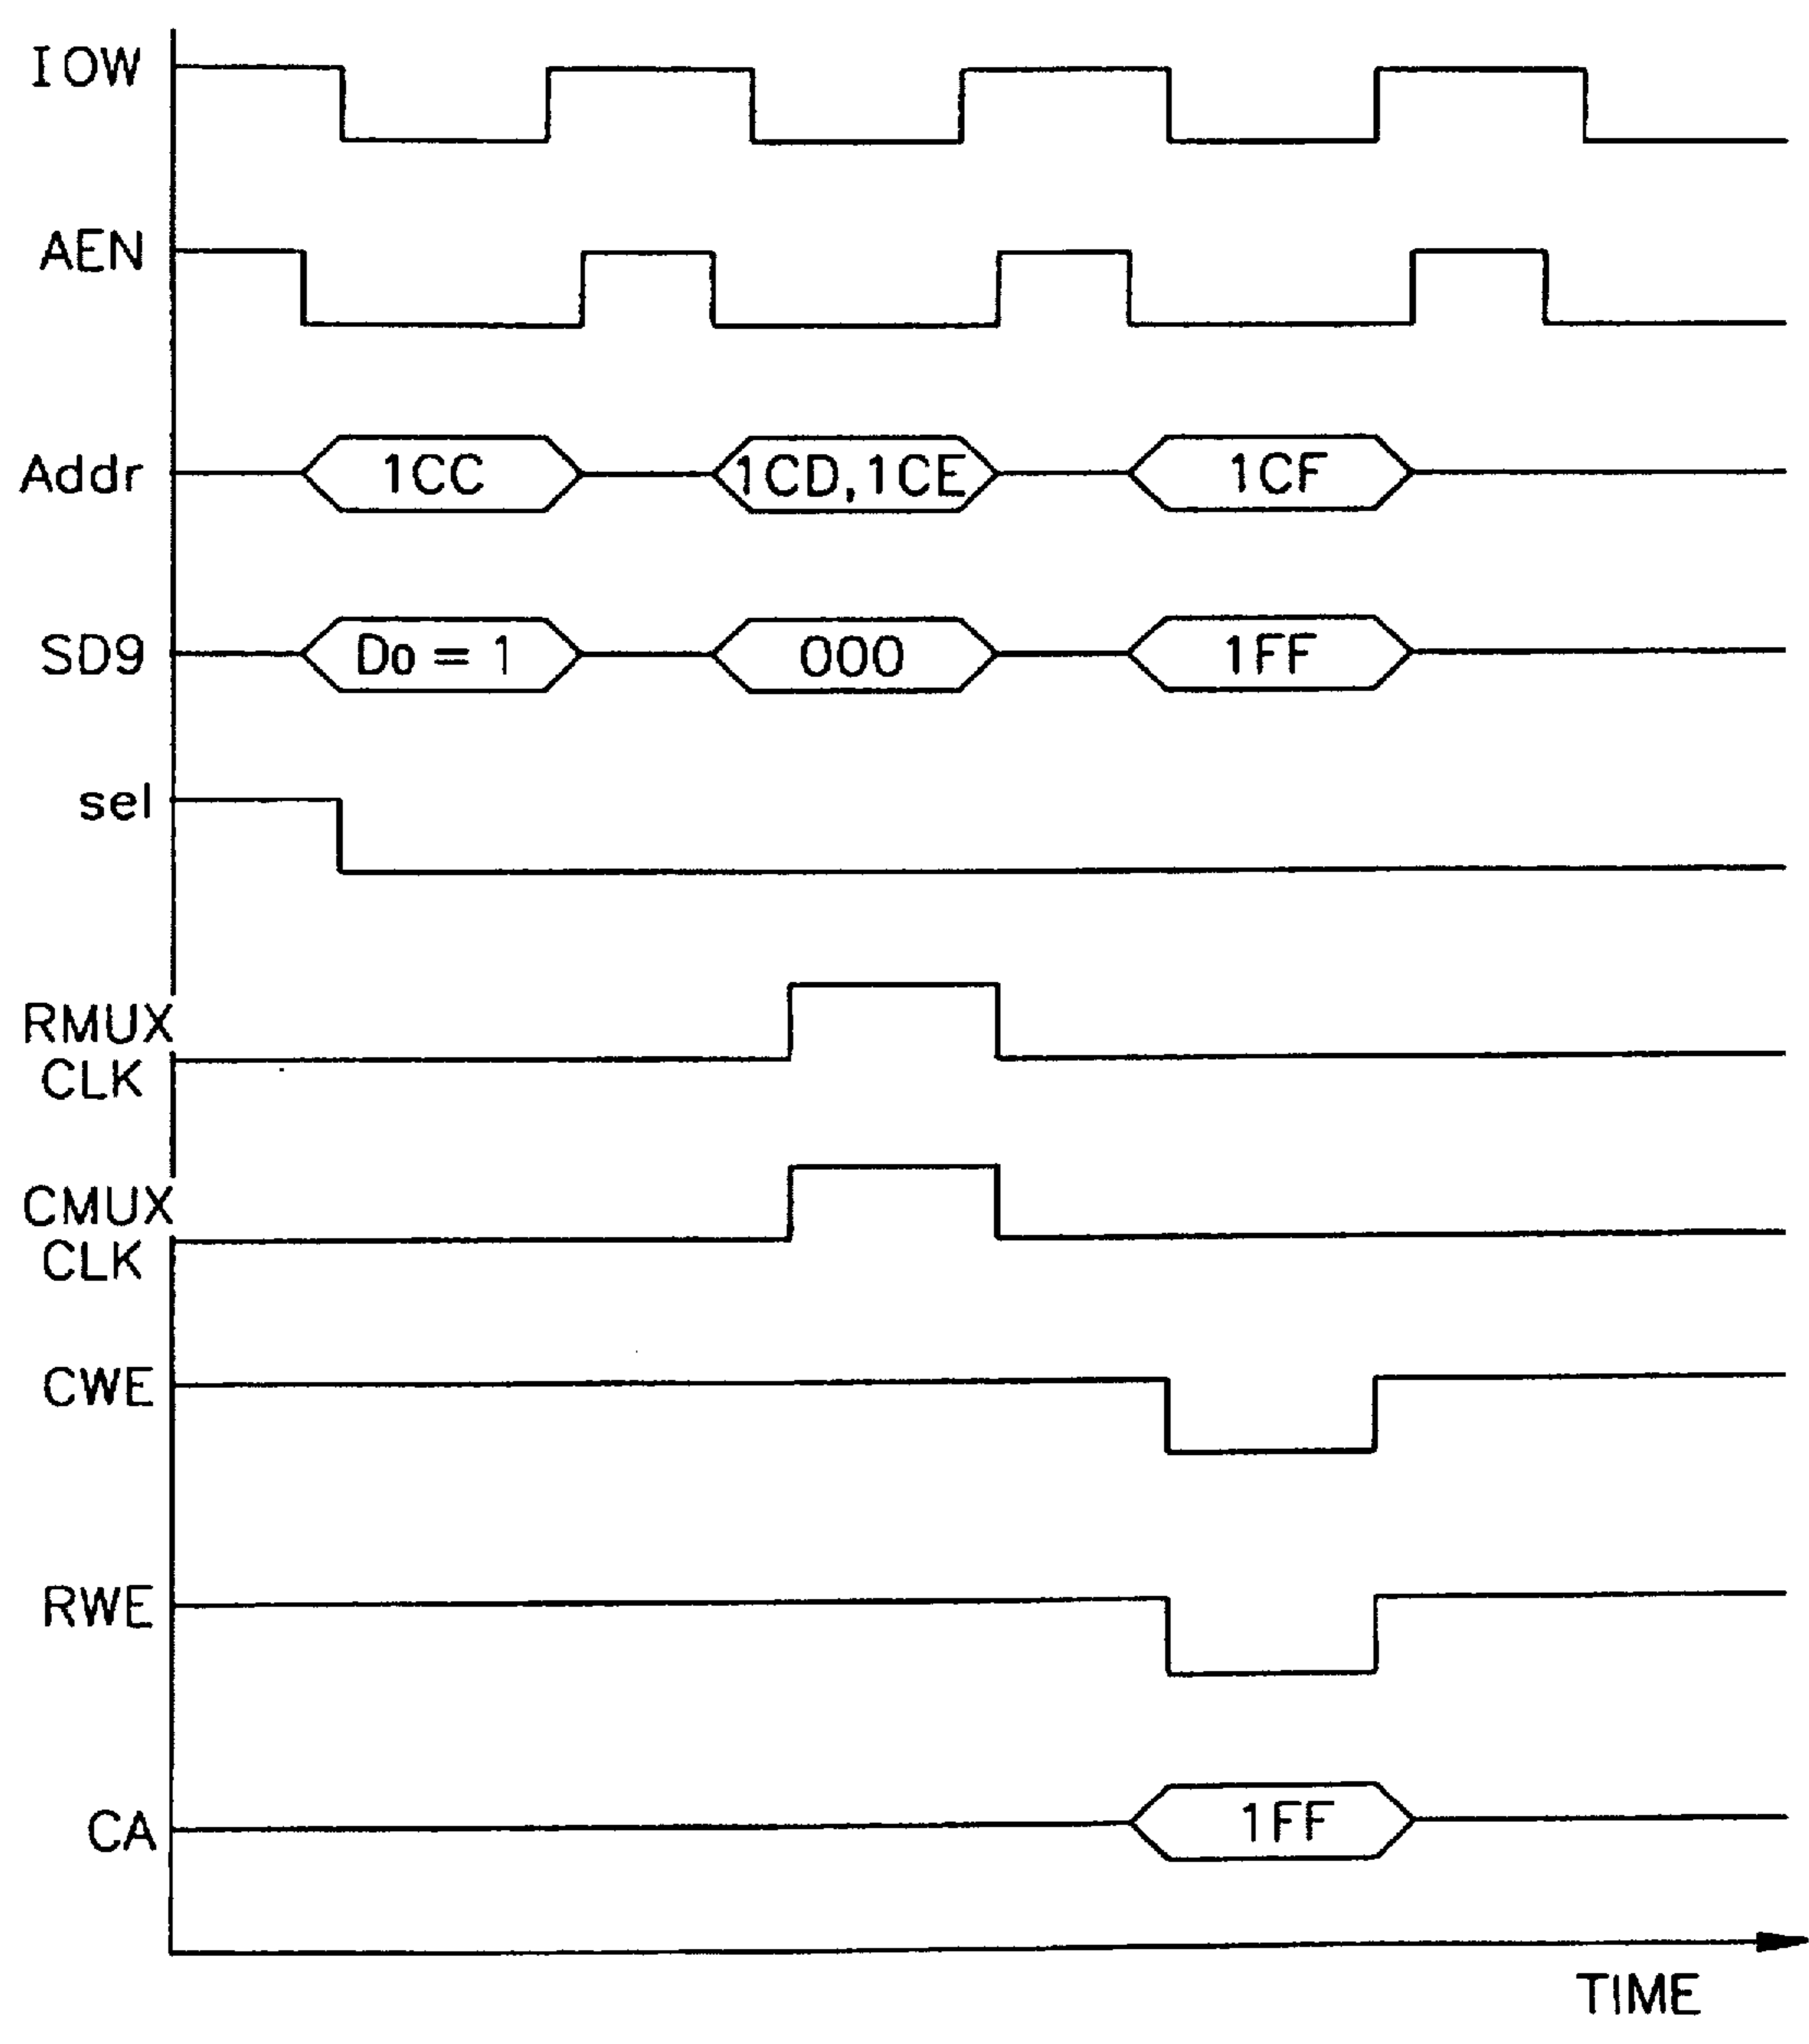 IOW
AEN
Addr 1CC 1CD,1CE 1CF
SD9 Do = 1 000 1FF
sel
RMUX
CLK
CMUX
CLK
CWE
RWE
CA 1FF
TIME